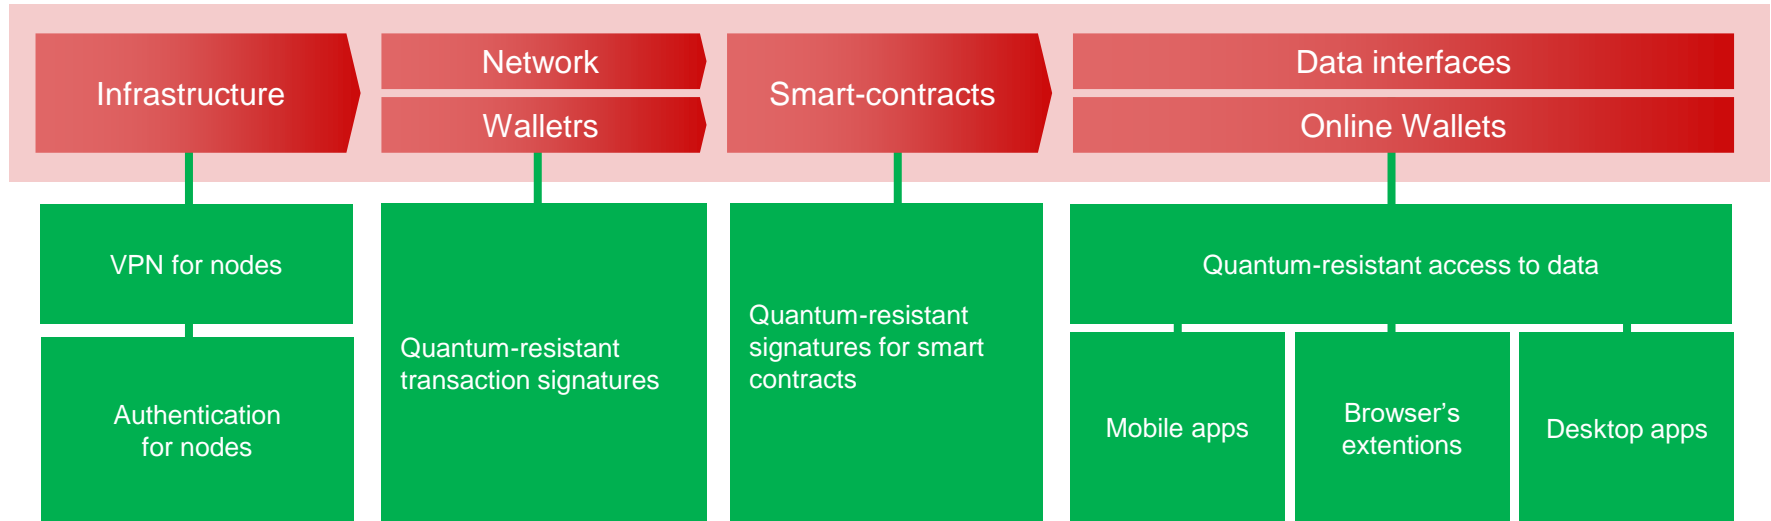 Infrastructure
Network
Walletrs
Smart-contracts
Data interfaces
Online Wallets
VPN for nodes
Authentication
for nodes
Quantum-resistant
transaction signatures
Quantum-resistant
signatures for smart
contracts
Quantum-resistant access to data
Mobile apps
Browser’s
extentions
Desktop apps